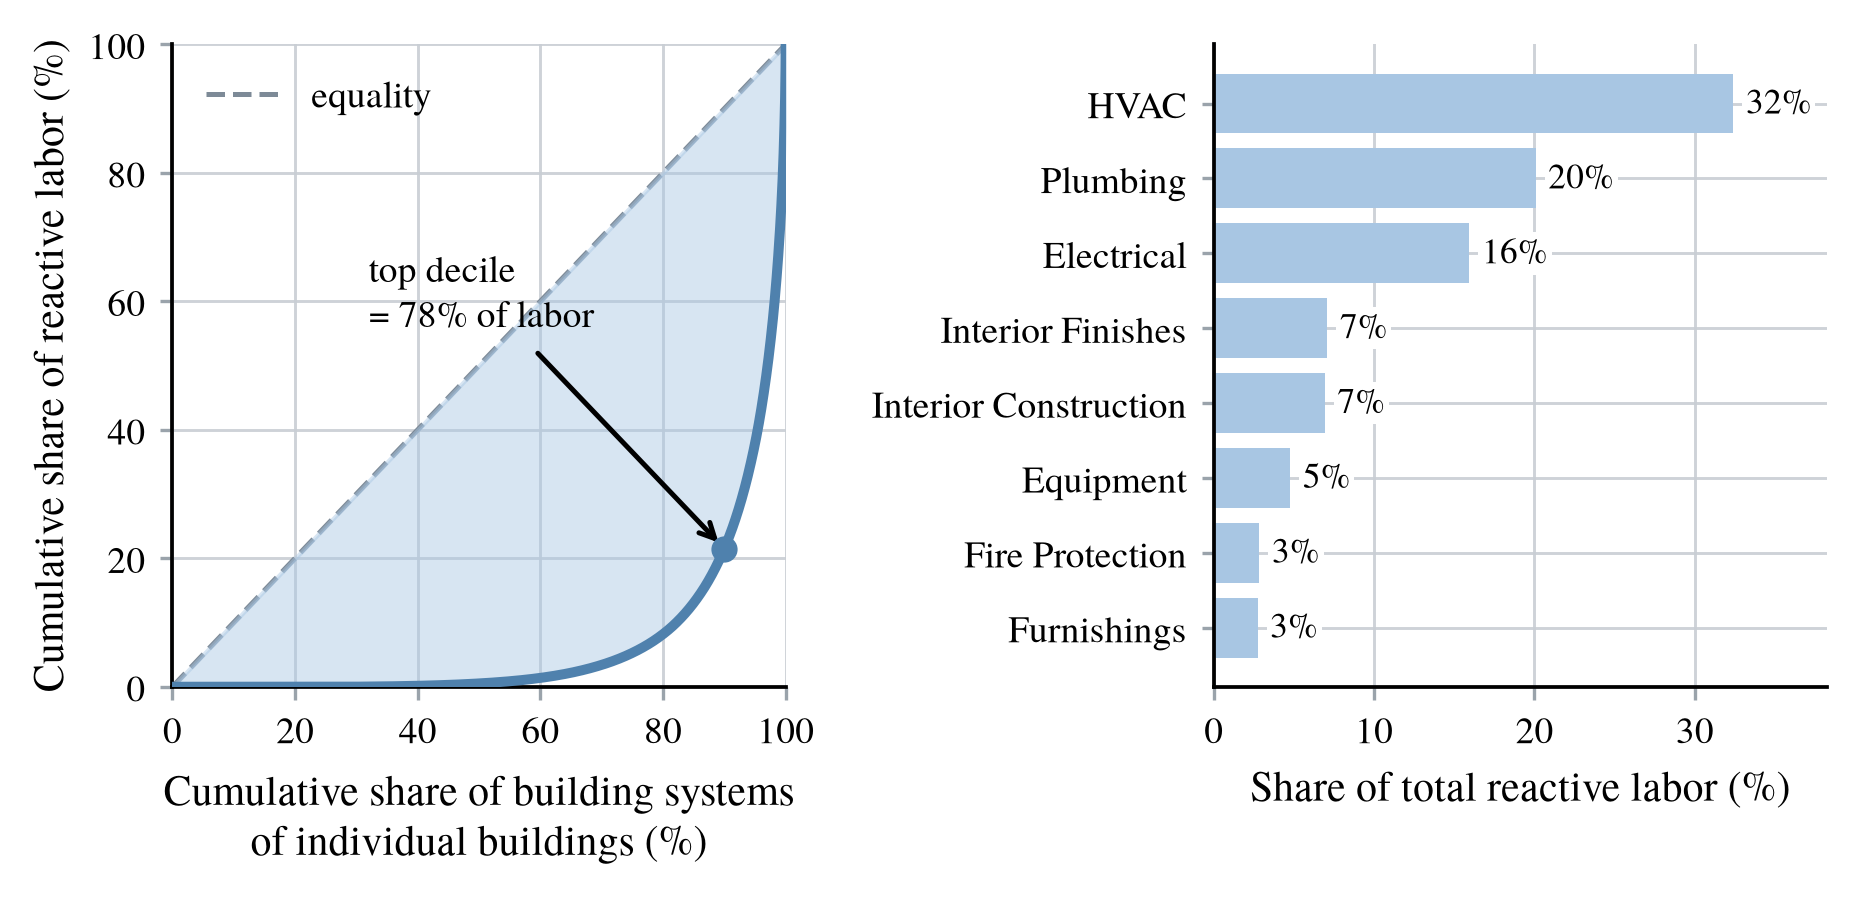 Cumulative share of reactive labor (%)
100
80
60
40
20
0
equality
top decile
= 78% of labor
0 20 40 60 80 100
Cumulative share of building systems
of individual buildings (%)
HVAC 32%
Plumbing 20%
Electrical 16%
Interior Finishes 7%
Interior Construction 7%
Equipment 5%
Fire Protection 3%
Furnishings 3%
0 10 20 30
Share of total reactive labor (%)